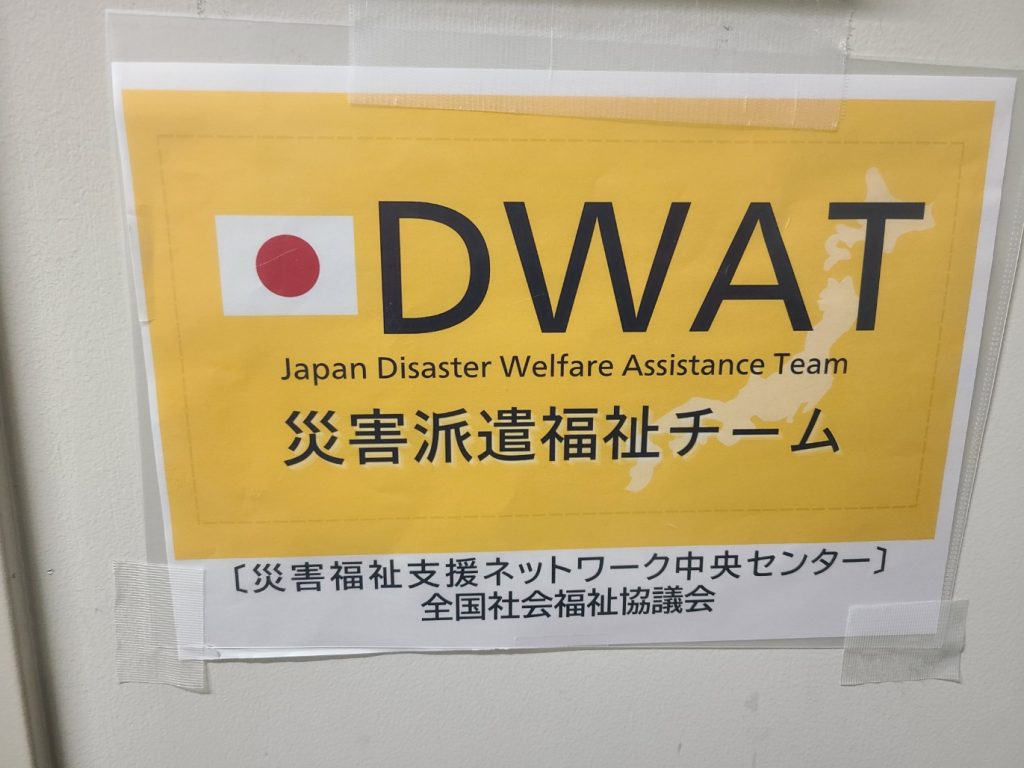 DWAT
Japan Disaster Welfare Assistance Team
災害派遣福祉チーム
〔災害福祉支援ネットワーク中央センター〕
全国社会福祉協議会